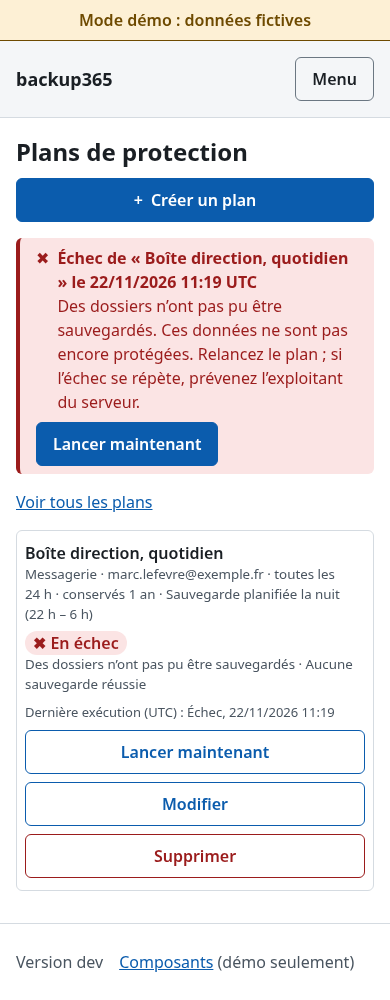 Mode démo : données fictives
backup365
Menu
Plans de protection
+ Créer un plan
✖ Échec de « Boîte direction, quotidien
» le 22/11/2026 11:19 UTC
Des dossiers n’ont pas pu être
sauvegardés. Ces données ne sont pas
encore protégées. Relancez le plan ; si
l’échec se répète, prévenez l’exploitant
du serveur.
Lancer maintenant
Voir tous les plans
Boîte direction, quotidien
Messagerie · marc.lefevre@exemple.fr · toutes les
24 h · conservés 1 an · Sauvegarde planifiée la nuit
(22 h – 6 h)
✖ En échec
Des dossiers n’ont pas pu être sauvegardés · Aucune
sauvegarde réussie
Dernière exécution (UTC) : Échec, 22/11/2026 11:19
Lancer maintenant
Modifier
Supprimer
Version dev Composants (démo seulement)